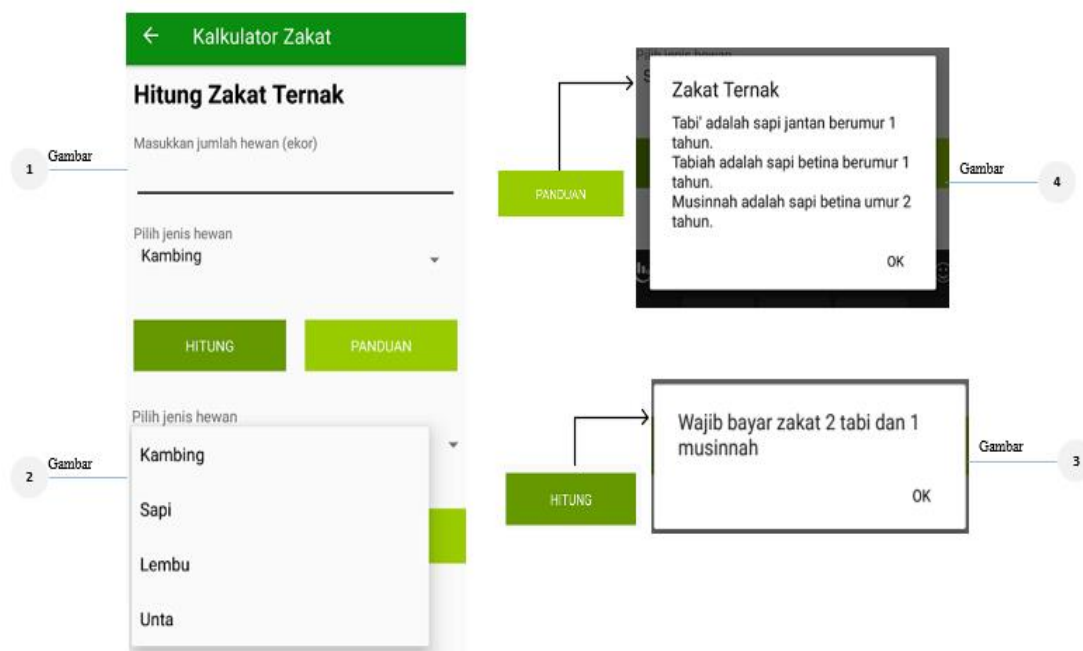 Kalkulator Zakat
Hitung Zakat Ternak
Masukkan jumlah hewan (ekor)
Gambar
1
Pilih jenis hewan
Kambing
HITUNG
PANDUAN
Pilih jenis hewan
Kambing
Sapi
Lembu
Unta
Gambar
2
PANDUAN
Pilih jenis hewan
S
Zakat Ternak
Tabi' adalah sapi jantan berumur 1
tahun.
Tabiah adalah sapi betina berumur 1
tahun.
Musinnah adalah sapi betina umur 2
tahun.
OK
Gambar
4
HITUNG
Wajib bayar zakat 2 tabi dan 1
musinnah
OK
Gambar
3